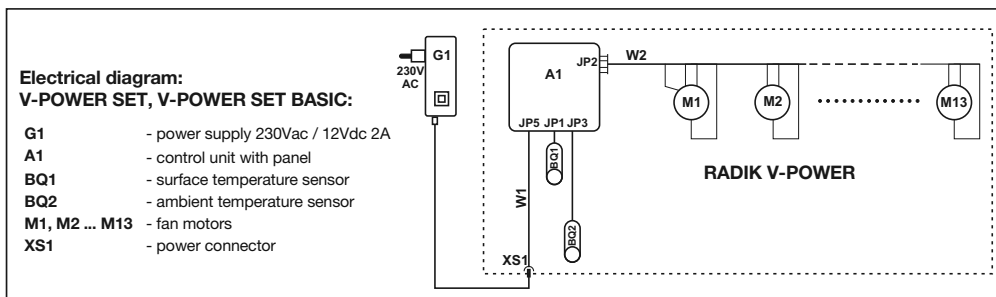 Electrical diagram:
V-POWER SET, V-POWER SET BASIC:
G1 - power supply 230Vac / 12Vdc 2A
A1 - control unit with panel
BQ1 - surface temperature sensor
BQ2 - ambient temperature sensor
M1, M2 ... M13 - fan motors
XS1 - power connector
G1
230V
AC
A1
JP2
W2
JP5 JP1 JP3
M1
M2
M13
BQ1
W1
BQ2
XS1
RADIK V-POWER